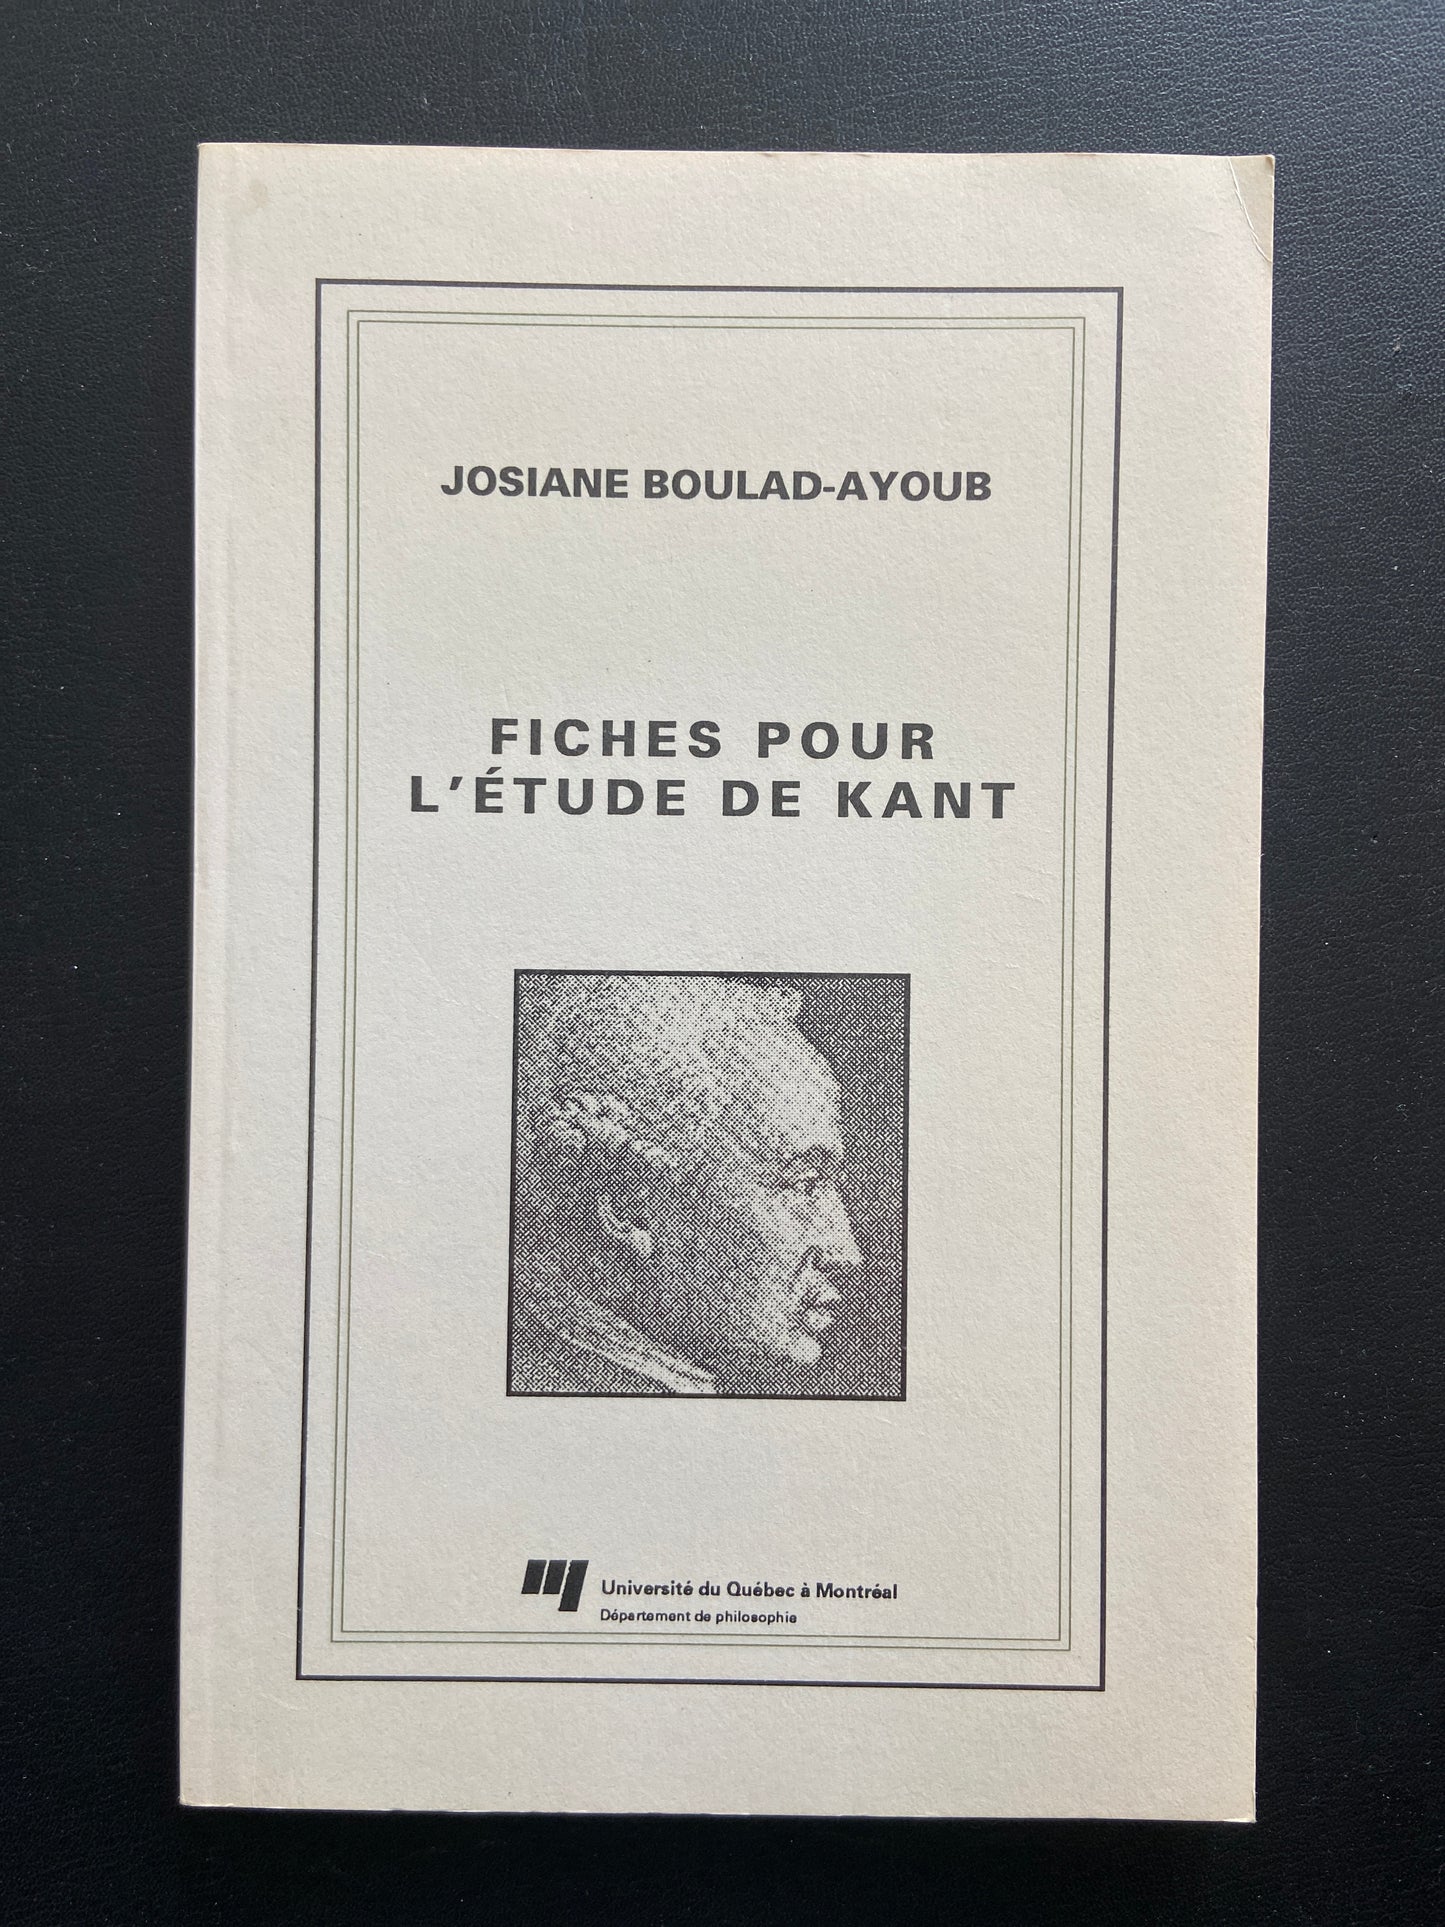 JOSIANE BOULAD-AYOUB
FICHES POUR
L'ÉTUDE DE KANT
Université du Québec à Montréal
Département de philosophie